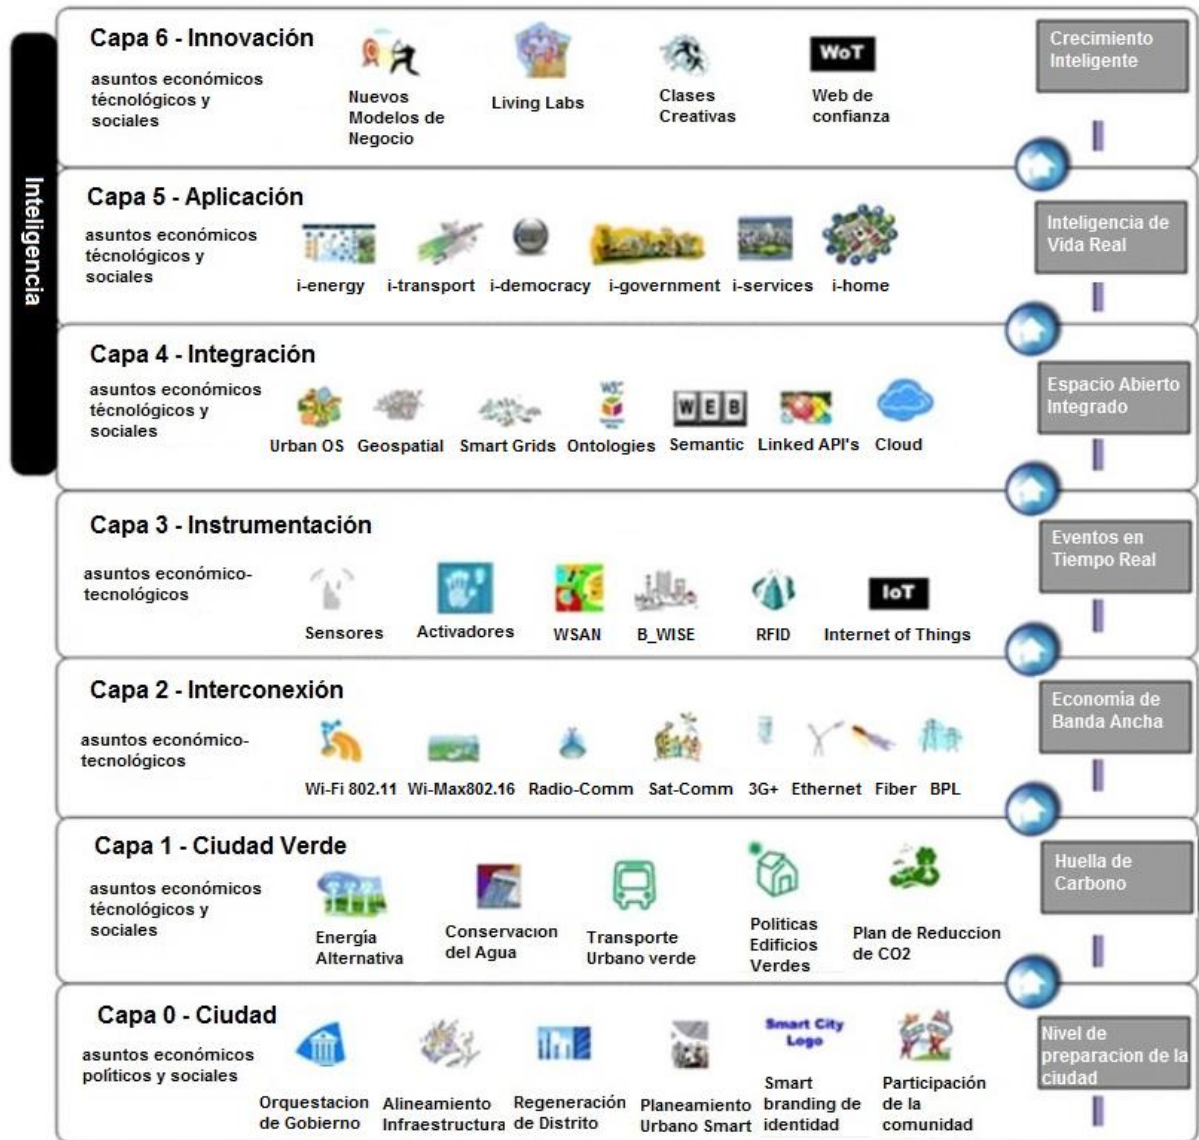 Inteligencia
Capa 6 - Innovación
asuntos económicos
técnológicos y
sociales
Nuevos
Modelos de
Negocio
Living Labs
Clases
Creativas
WoT
Web de
confianza
Crecimiento
Inteligente
Capa 5 - Aplicación
asuntos económicos
técnológicos y
sociales
i-energy
i-transport
i-democracy
i-government
i-services
i-home
Inteligencia de
Vida Real
Capa 4 - Integración
asuntos económicos
técnológicos y
sociales
Urban OS
Geospatial
Smart Grids
Ontologies
WEB
Semantic
Linked API's
Cloud
Espacio Abierto
Integrado
Capa 3 - Instrumentación
asuntos económico-
tecnológicos
Sensores
Activadores
WSAN
B_WISE
RFID
IoT
Internet of Things
Eventos en
Tiempo Real
Capa 2 - Interconexión
asuntos económico-
tecnológicos
Wi-Fi 802.11
Wi-Max802.16
Radio-Comm
Sat-Comm
3G+
Ethernet
Fiber
BPL
Economía de
Banda Ancha
Capa 1 - Ciudad Verde
asuntos económicos
técnológicos y
sociales
Energía
Alternativa
Conservacion
del Agua
Transporte
Urbano verde
Politicas
Edificios
Verdes
Plan de Reduccion
de CO2
Huella de
Carbono
Capa 0 - Ciudad
asuntos económicos
políticos y sociales
Orquestacion
de Gobierno
Alineamiento
Infraestructura
Regeneración
de Distrito
Planeamiento
Urbano Smart
Smart City
Logo
Smart
branding de
identidad
Participación
de la
comunidad
Nivel de
preparacion de la
ciudad